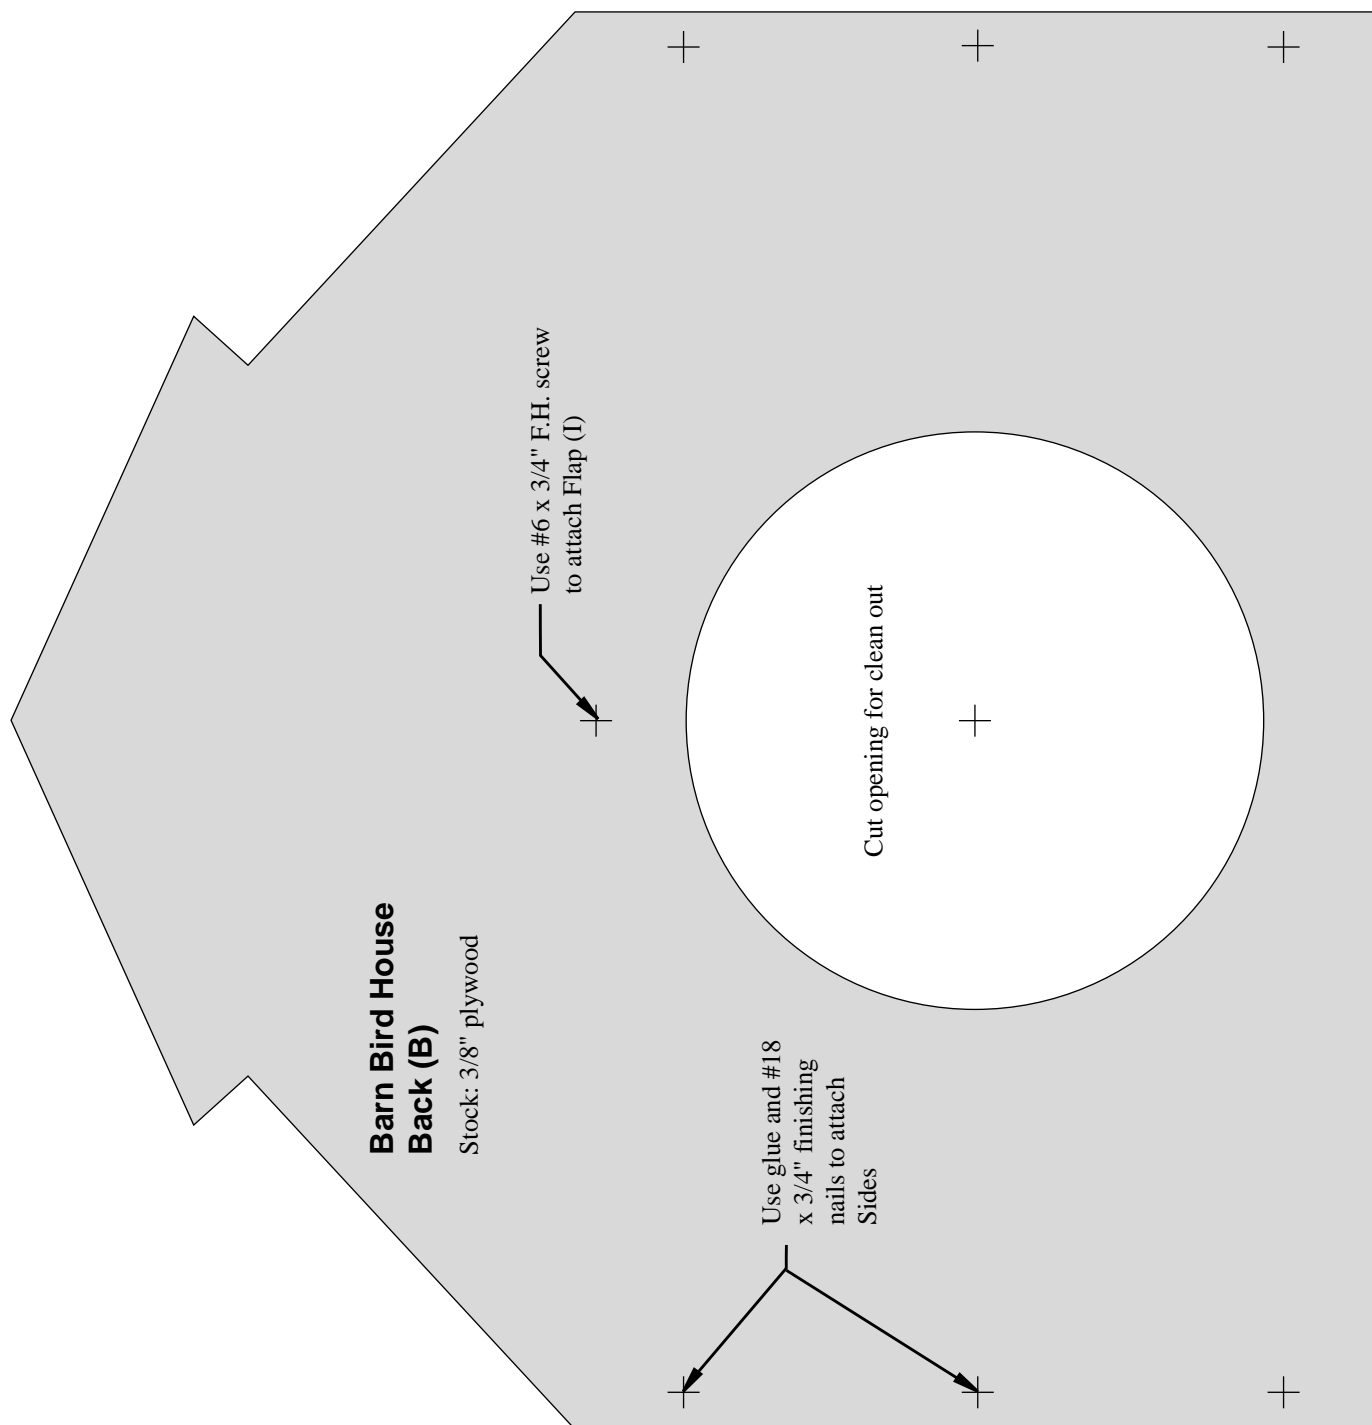 Barn Bird House
Back (B)
Stock: 3/8" plywood
Use #6 x 3/4" F.H. screw
to attach Flap (I)
Use glue and #18
x 3/4" finishing
nails to attach
Sides
Cut opening for clean out